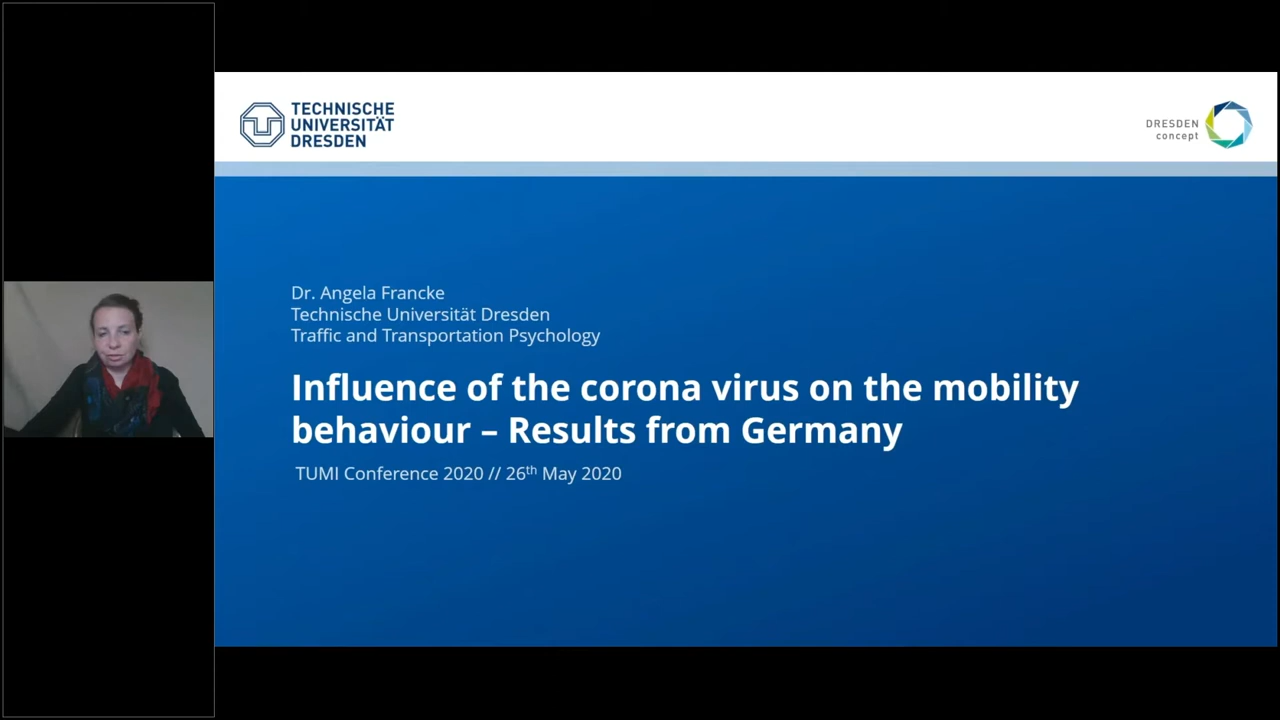 TECHNISCHE
UNIVERSITÄT
DRESDEN
DRESDEN
concept
Dr. Angela Francke
Technische Universität Dresden
Traffic and Transportation Psychology
Influence of the corona virus on the mobility
behaviour – Results from Germany
TUMI Conference 2020 // 26th May 2020